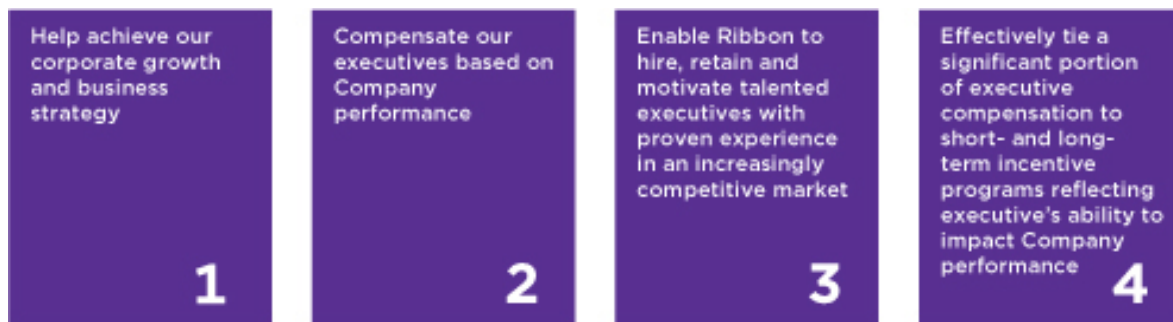 Help achieve our
corporate growth
and business
strategy
1
Compensate our
executives based on
Company
performance
2
Enable Ribbon to
hire, retain and
motivate talented
executives with
proven experience
in an increasingly
competitive market
3
Effectively tie a
significant portion
of executive
compensation to
short- and long-
term incentive
programs reflecting
executive's ability to
impact Company
performance
4